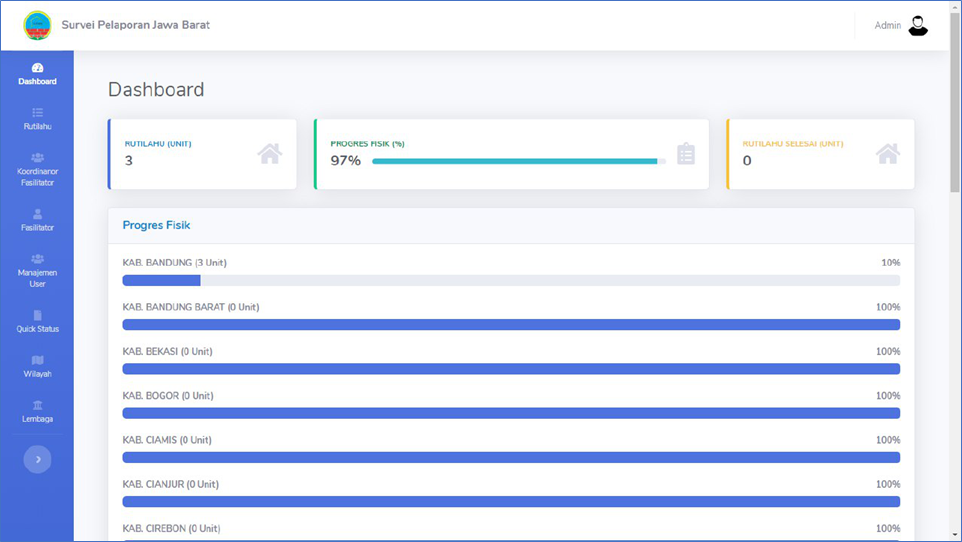 Survei Pelaporan Jawa Barat
Admin
Dashboard
Rutilahu
Koordinator
Fasilitator
Fasilitator
Manajemen
User
Quick Status
Wilayah
Lembaga
Dashboard
RUTILAHU (UNIT)
3
PROGRES FISIK (%)
97%
RUTILAHU SELESAI (UNIT)
0
Progres Fisik
KAB. BANDUNG (3 Unit) 10%
KAB. BANDUNG BARAT (0 Unit) 100%
KAB. BEKASI (0 Unit) 100%
KAB. BOGOR (0 Unit) 100%
KAB. CIAMIS (0 Unit) 100%
KAB. CIANJUR (0 Unit) 100%
KAB. CIREBON (0 Unit) 100%